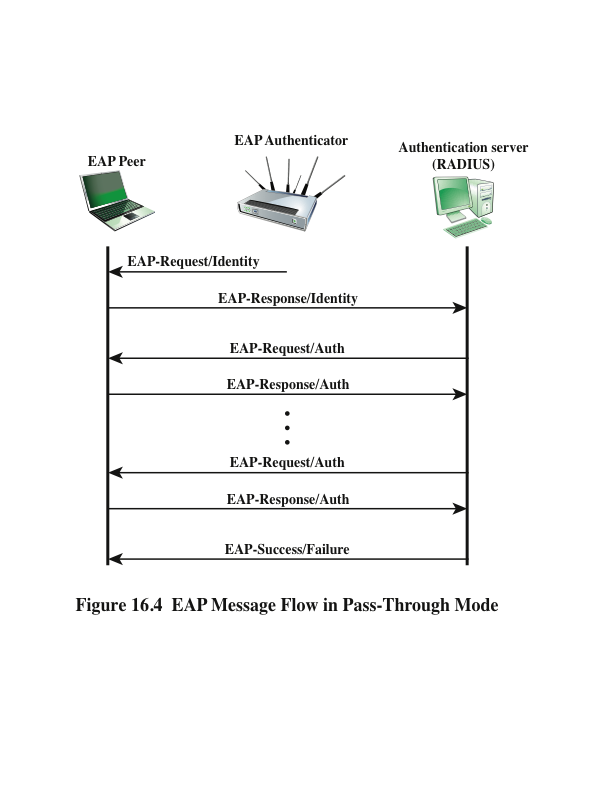 EAP Peer
EAP Authenticator
Authentication server
(RADIUS)
EAP-Request/Identity
EAP-Response/Identity
EAP-Request/Auth
EAP-Response/Auth
EAP-Request/Auth
EAP-Response/Auth
EAP-Success/Failure
Figure 16.4 EAP Message Flow in Pass-Through Mode